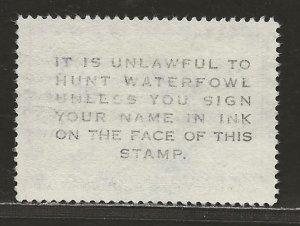 IT IS UNLAWFUL TO
HUNT WATERFOWL
UNLESS YOU SIGN
YOUR NAME IN INK
ON THE FACE OF THIS
STAMP.